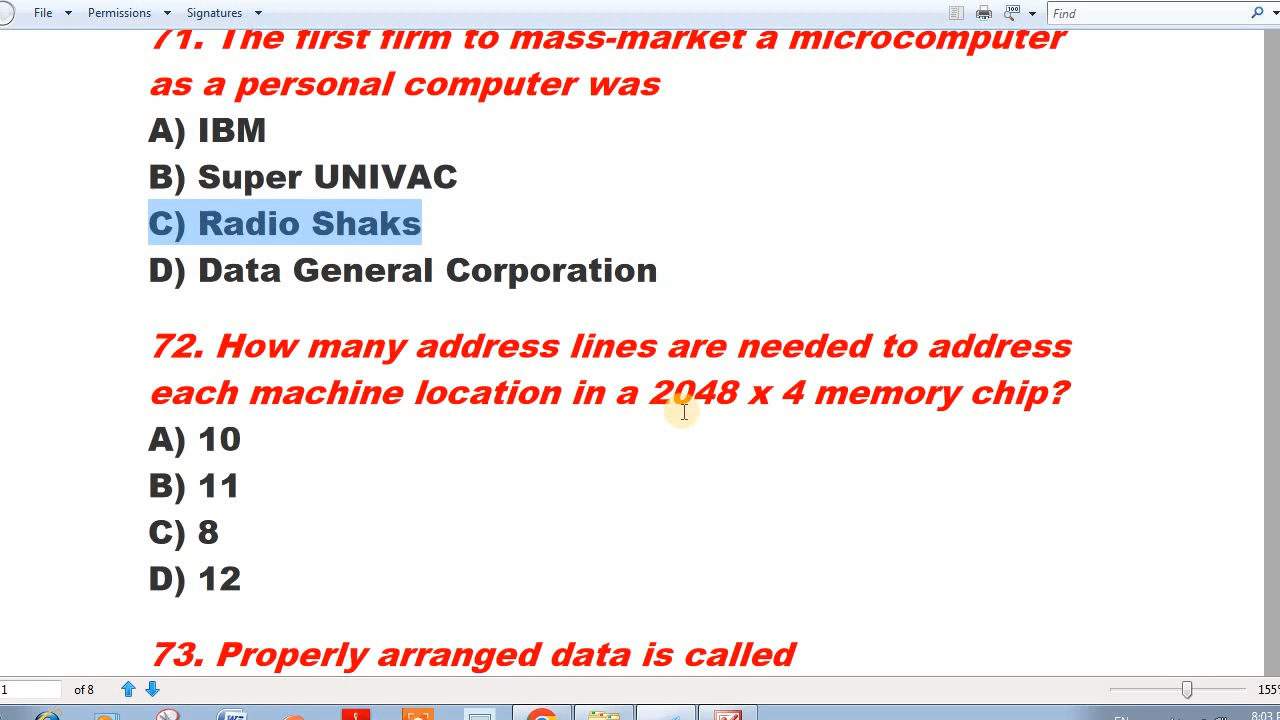 File Permissions Signatures Find
71. The first firm to mass-market a microcomputer
as a personal computer was
A) IBM
B) Super UNIVAC
C) Radio Shaks
D) Data General Corporation
72. How many address lines are needed to address
each machine location in a 2048 x 4 memory chip?
A) 10
B) 11
C) 8
D) 12
73. Properly arranged data is called
1 of 8 155%